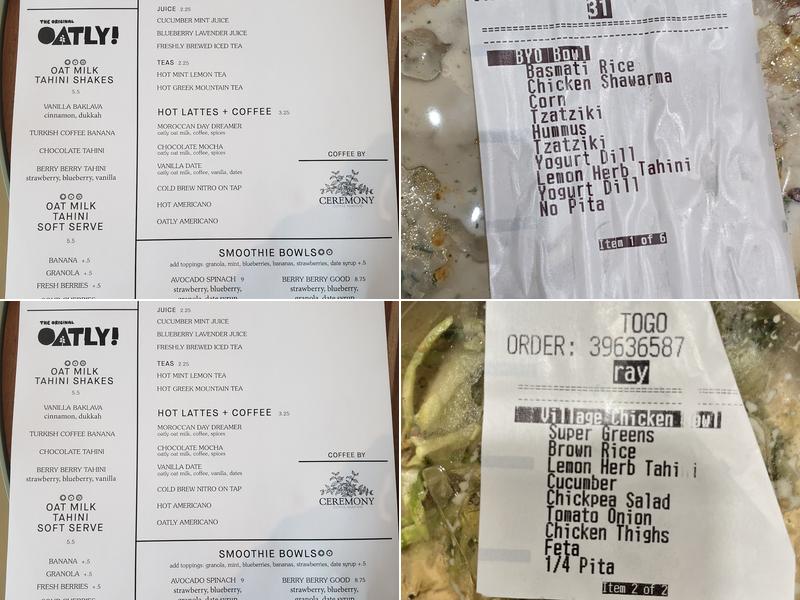 THE ORIGINAL
OATLY!
OAT MILK
TAHINI SHAKES
5.5
VANILLA BAKLAVA
cinnamon, dukkah
TURKISH COFFEE BANANA
CHOCOLATE TAHINI
BERRY BERRY TAHINI
strawberry, blueberry, vanilla
OAT MILK
TAHINI
SOFT SERVE
5.5
BANANA +.5
GRANOLA +.5
FRESH BERRIES +.5
JUICE 2.25
CUCUMBER MINT JUICE
BLUEBERRY LAVENDER JUICE
FRESHLY BREWED ICED TEA
TEAS 2.25
HOT MINT LEMON TEA
HOT GREEK MOUNTAIN TEA
HOT LATTES + COFFEE 3.25
MOROCCAN DAY DREAMER
oatly oat milk, coffee, spices
CHOCOLATE MOCHA
oatly oat milk, coffee, spices
VANILLA DATE
oatly oat milk, coffee, vanilla, dates
COLD BREW NITRO ON TAP
HOT AMERICANO
OATLY AMERICANO
COFFEE BY
CEREMONY
SMOOTHIE BOWLS
add toppings: granola, mint, blueberries, bananas, strawberries, date syrup +.5
AVOCADO SPINACH 9
strawberry, blueberry,
granola, date syrup
BERRY BERRY GOOD 8.75
strawberry, blueberry,
granola, date syrup
31
BYO Bowl
Basmati Rice
Chicken Shawarma
Corn
Tzatziki
Hummus
Tzatziki
Yogurt Dill
Lemon Herb Tahini
Yogurt Dill
No Pita
Item 1 of 6
THE ORIGINAL
OATLY!
OAT MILK
TAHINI SHAKES
5.5
VANILLA BAKLAVA
cinnamon, dukkah
TURKISH COFFEE BANANA
CHOCOLATE TAHINI
BERRY BERRY TAHINI
strawberry, blueberry, vanilla
OAT MILK
TAHINI
SOFT SERVE
5.5
BANANA +.5
GRANOLA +.5
FRESH BERRIES +.5
JUICE 2.25
CUCUMBER MINT JUICE
BLUEBERRY LAVENDER JUICE
FRESHLY BREWED ICED TEA
TEAS 2.25
HOT MINT LEMON TEA
HOT GREEK MOUNTAIN TEA
HOT LATTES + COFFEE 3.25
MOROCCAN DAY DREAMER
oatly oat milk, coffee, spices
CHOCOLATE MOCHA
oatly oat milk, coffee, spices
VANILLA DATE
oatly oat milk, coffee, vanilla, dates
COLD BREW NITRO ON TAP
HOT AMERICANO
OATLY AMERICANO
COFFEE BY
CEREMONY
SMOOTHIE BOWLS
add toppings: granola, mint, blueberries, bananas, strawberries, date syrup +.5
AVOCADO SPINACH 9
strawberry, blueberry,
BERRY BERRY GOOD 8.75
strawberry, blueberry,
TOGO
ORDER: 39636587
ray
Village Chicken Bowl
Super Greens
Brown Rice
Lemon Herb Tahini
Cucumber
Chickpea Salad
Tomato Onion
Chicken Thighs
Feta
1/4 Pita
Item 2 of 2